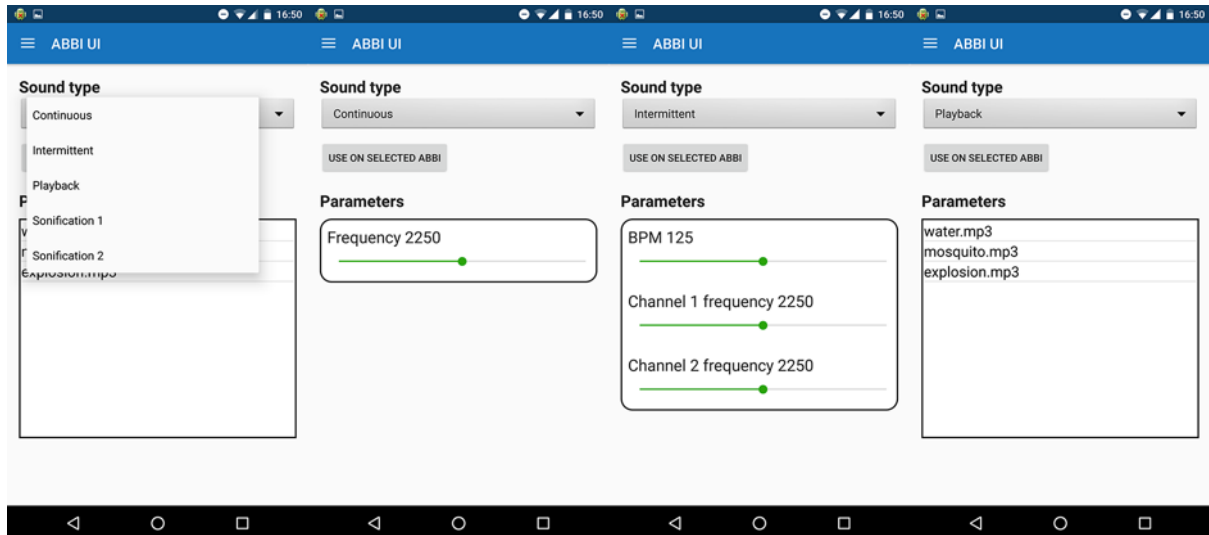 16:50
ABBI UI
Sound type
Continuous
Intermittent
Playback
Sonification 1
Sonification 2
explosion.mp3
16:50
ABBI UI
Sound type
Continuous
USE ON SELECTED ABBI
Parameters
Frequency 2250
16:50
ABBI UI
Sound type
Intermittent
USE ON SELECTED ABBI
Parameters
BPM 125
Channel 1 frequency 2250
Channel 2 frequency 2250
16:50
ABBI UI
Sound type
Playback
USE ON SELECTED ABBI
Parameters
water.mp3
mosquito.mp3
explosion.mp3